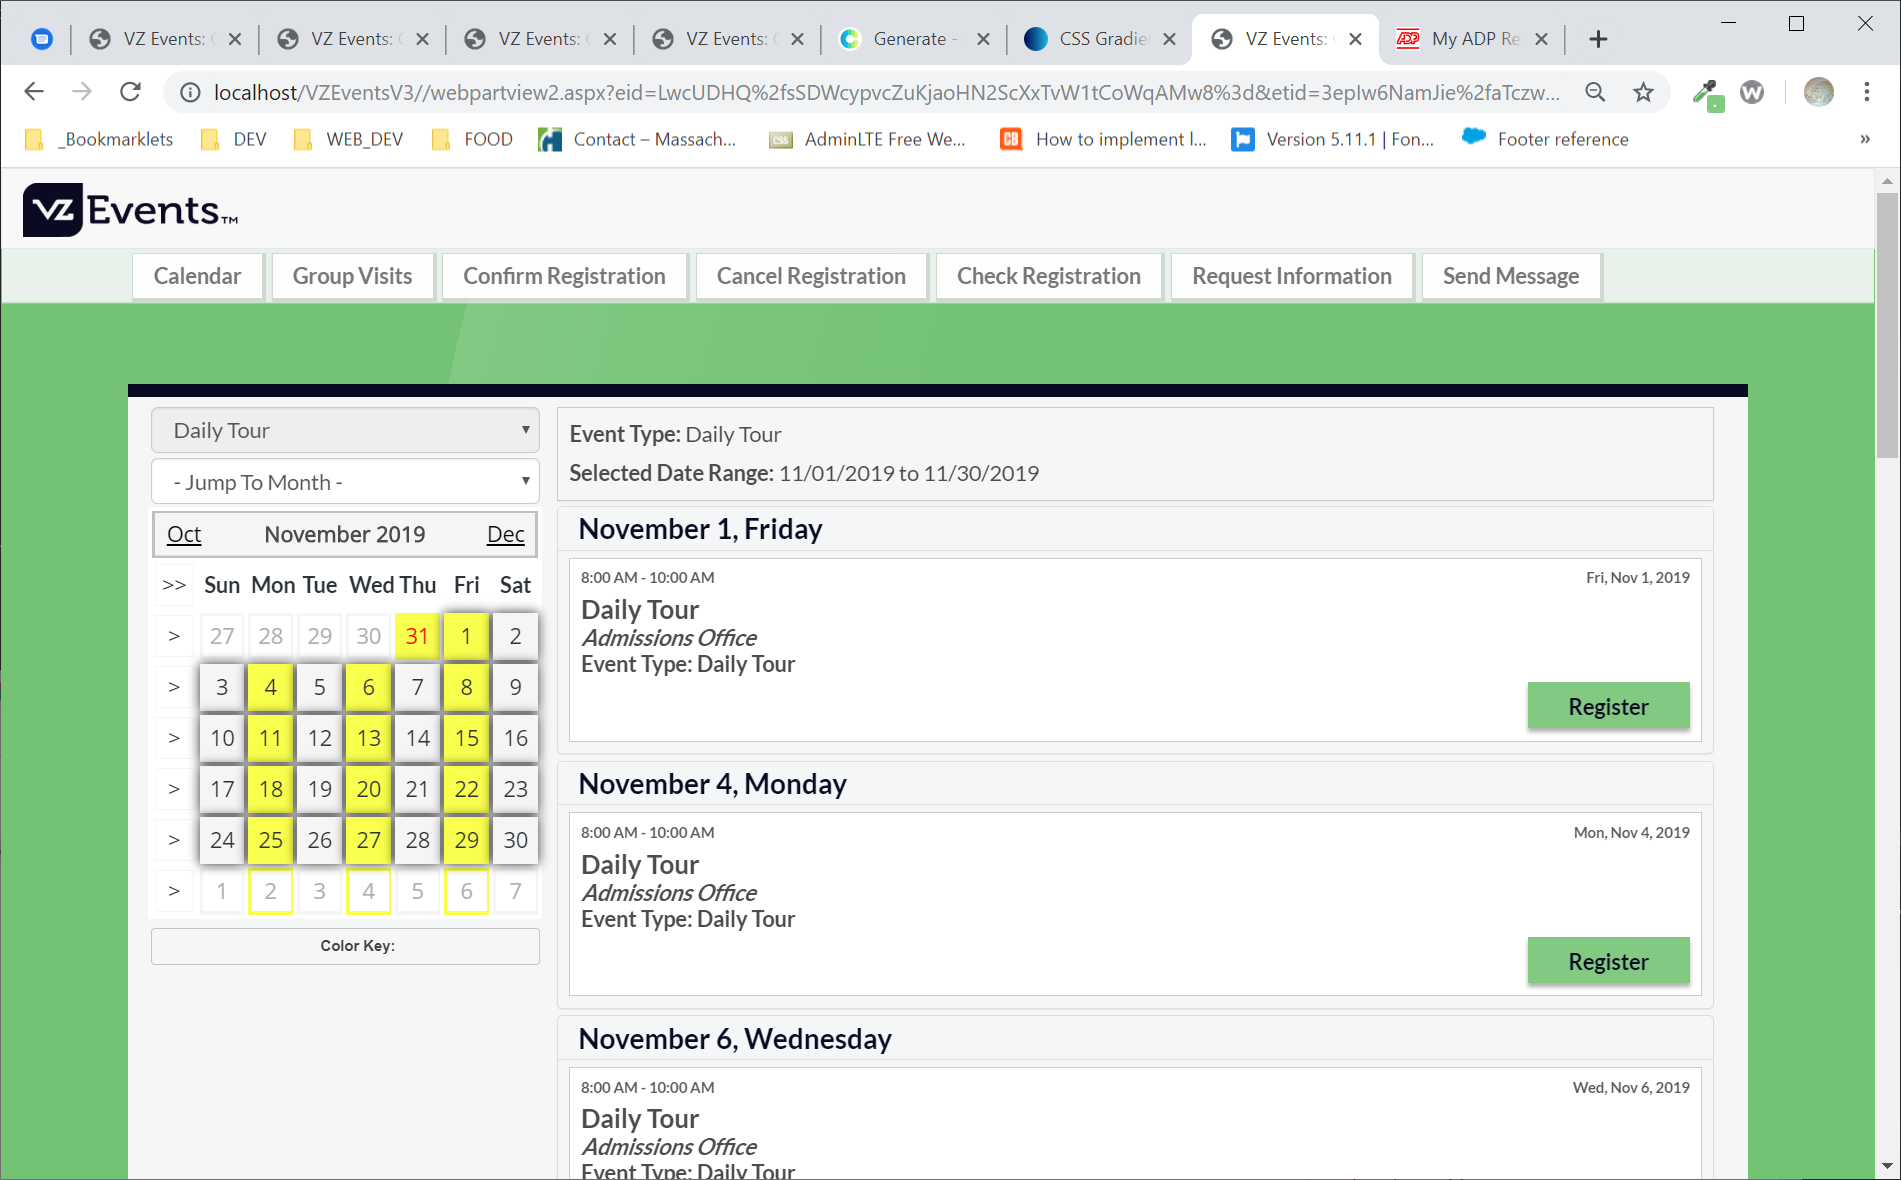 VZ Events: VZ Events: VZ Events: VZ Events: Generate - CSS Gradie VZ Events: My ADP Re
localhost/VZEventsV3//webpartview2.aspx?eid=LwcUDHQ%2fsSDWcypvcZuKjaoHN2ScXxTvW1tCoWqAMw8%3d&etid=3epIw6NamJie%2faTczw... W
_Bookmarklets DEV WEB_DEV FOOD Contact – Massach... CSS AdminLTE Free We... CB How to implement l... Version 5.11.1 | Fon... Footer reference »
VZ Events™
Calendar Group Visits Confirm Registration Cancel Registration Check Registration Request Information Send Message
Daily Tour
- Jump To Month -
Oct November 2019 Dec
>> Sun Mon Tue Wed Thu Fri Sat
> 27 28 29 30 31 1 2
> 3 4 5 6 7 8 9
> 10 11 12 13 14 15 16
> 17 18 19 20 21 22 23
> 24 25 26 27 28 29 30
> 1 2 3 4 5 6 7
Color Key:
Event Type: Daily Tour
Selected Date Range: 11/01/2019 to 11/30/2019
November 1, Friday
8:00 AM - 10:00 AM Fri, Nov 1, 2019
Daily Tour
Admissions Office
Event Type: Daily Tour
Register
November 4, Monday
8:00 AM - 10:00 AM Mon, Nov 4, 2019
Daily Tour
Admissions Office
Event Type: Daily Tour
Register
November 6, Wednesday
8:00 AM - 10:00 AM Wed, Nov 6, 2019
Daily Tour
Admissions Office
Event Type: Daily Tour